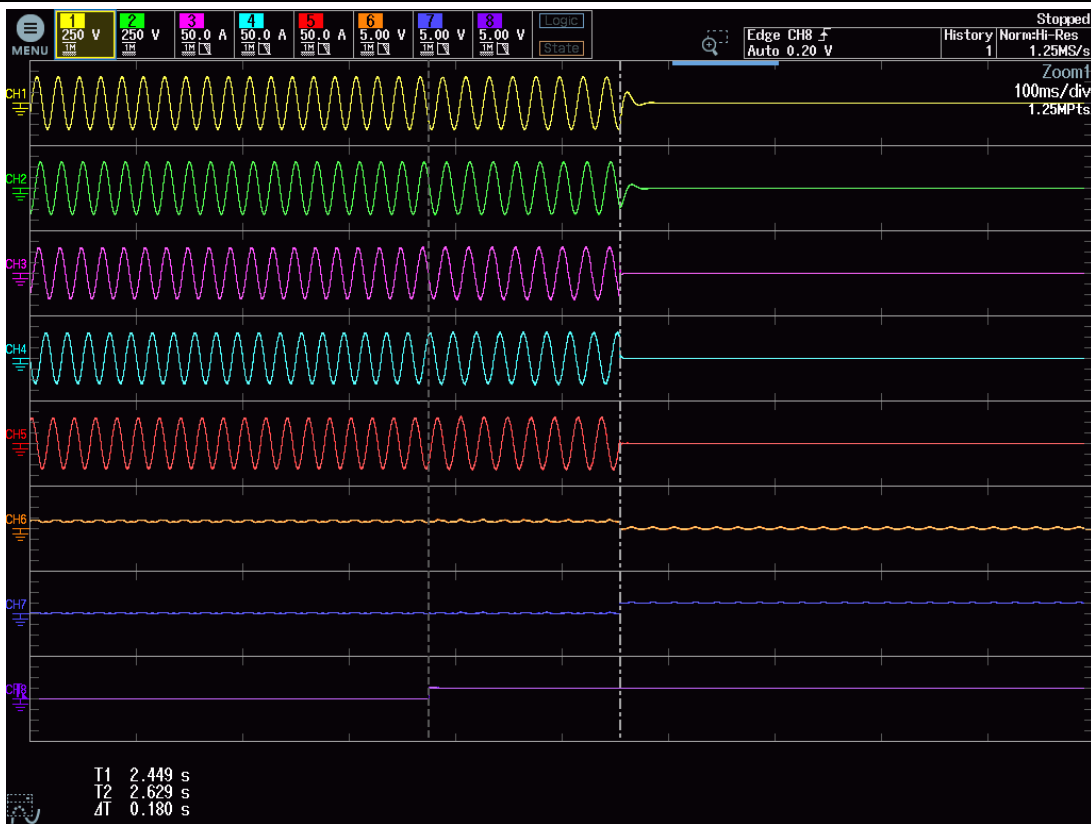 MENU
1 250 V 1M
2 250 V 1M
3 50.0 A 1M
4 50.0 A 1M
5 50.0 A 1M
6 5.00 V 1M
7 5.00 V 1M
8 5.00 V 1M
Logic
State
Edge CH8
Auto 0.20 V
Stopped
History Norm:Hi-Res
1 1.25MS/s
Zoom1
100ms/div
1.25MPts
CH1
CH2
CH3
CH4
CH5
CH6
CH7
T1 2.449 s
T2 2.629 s
ΔT 0.180 s